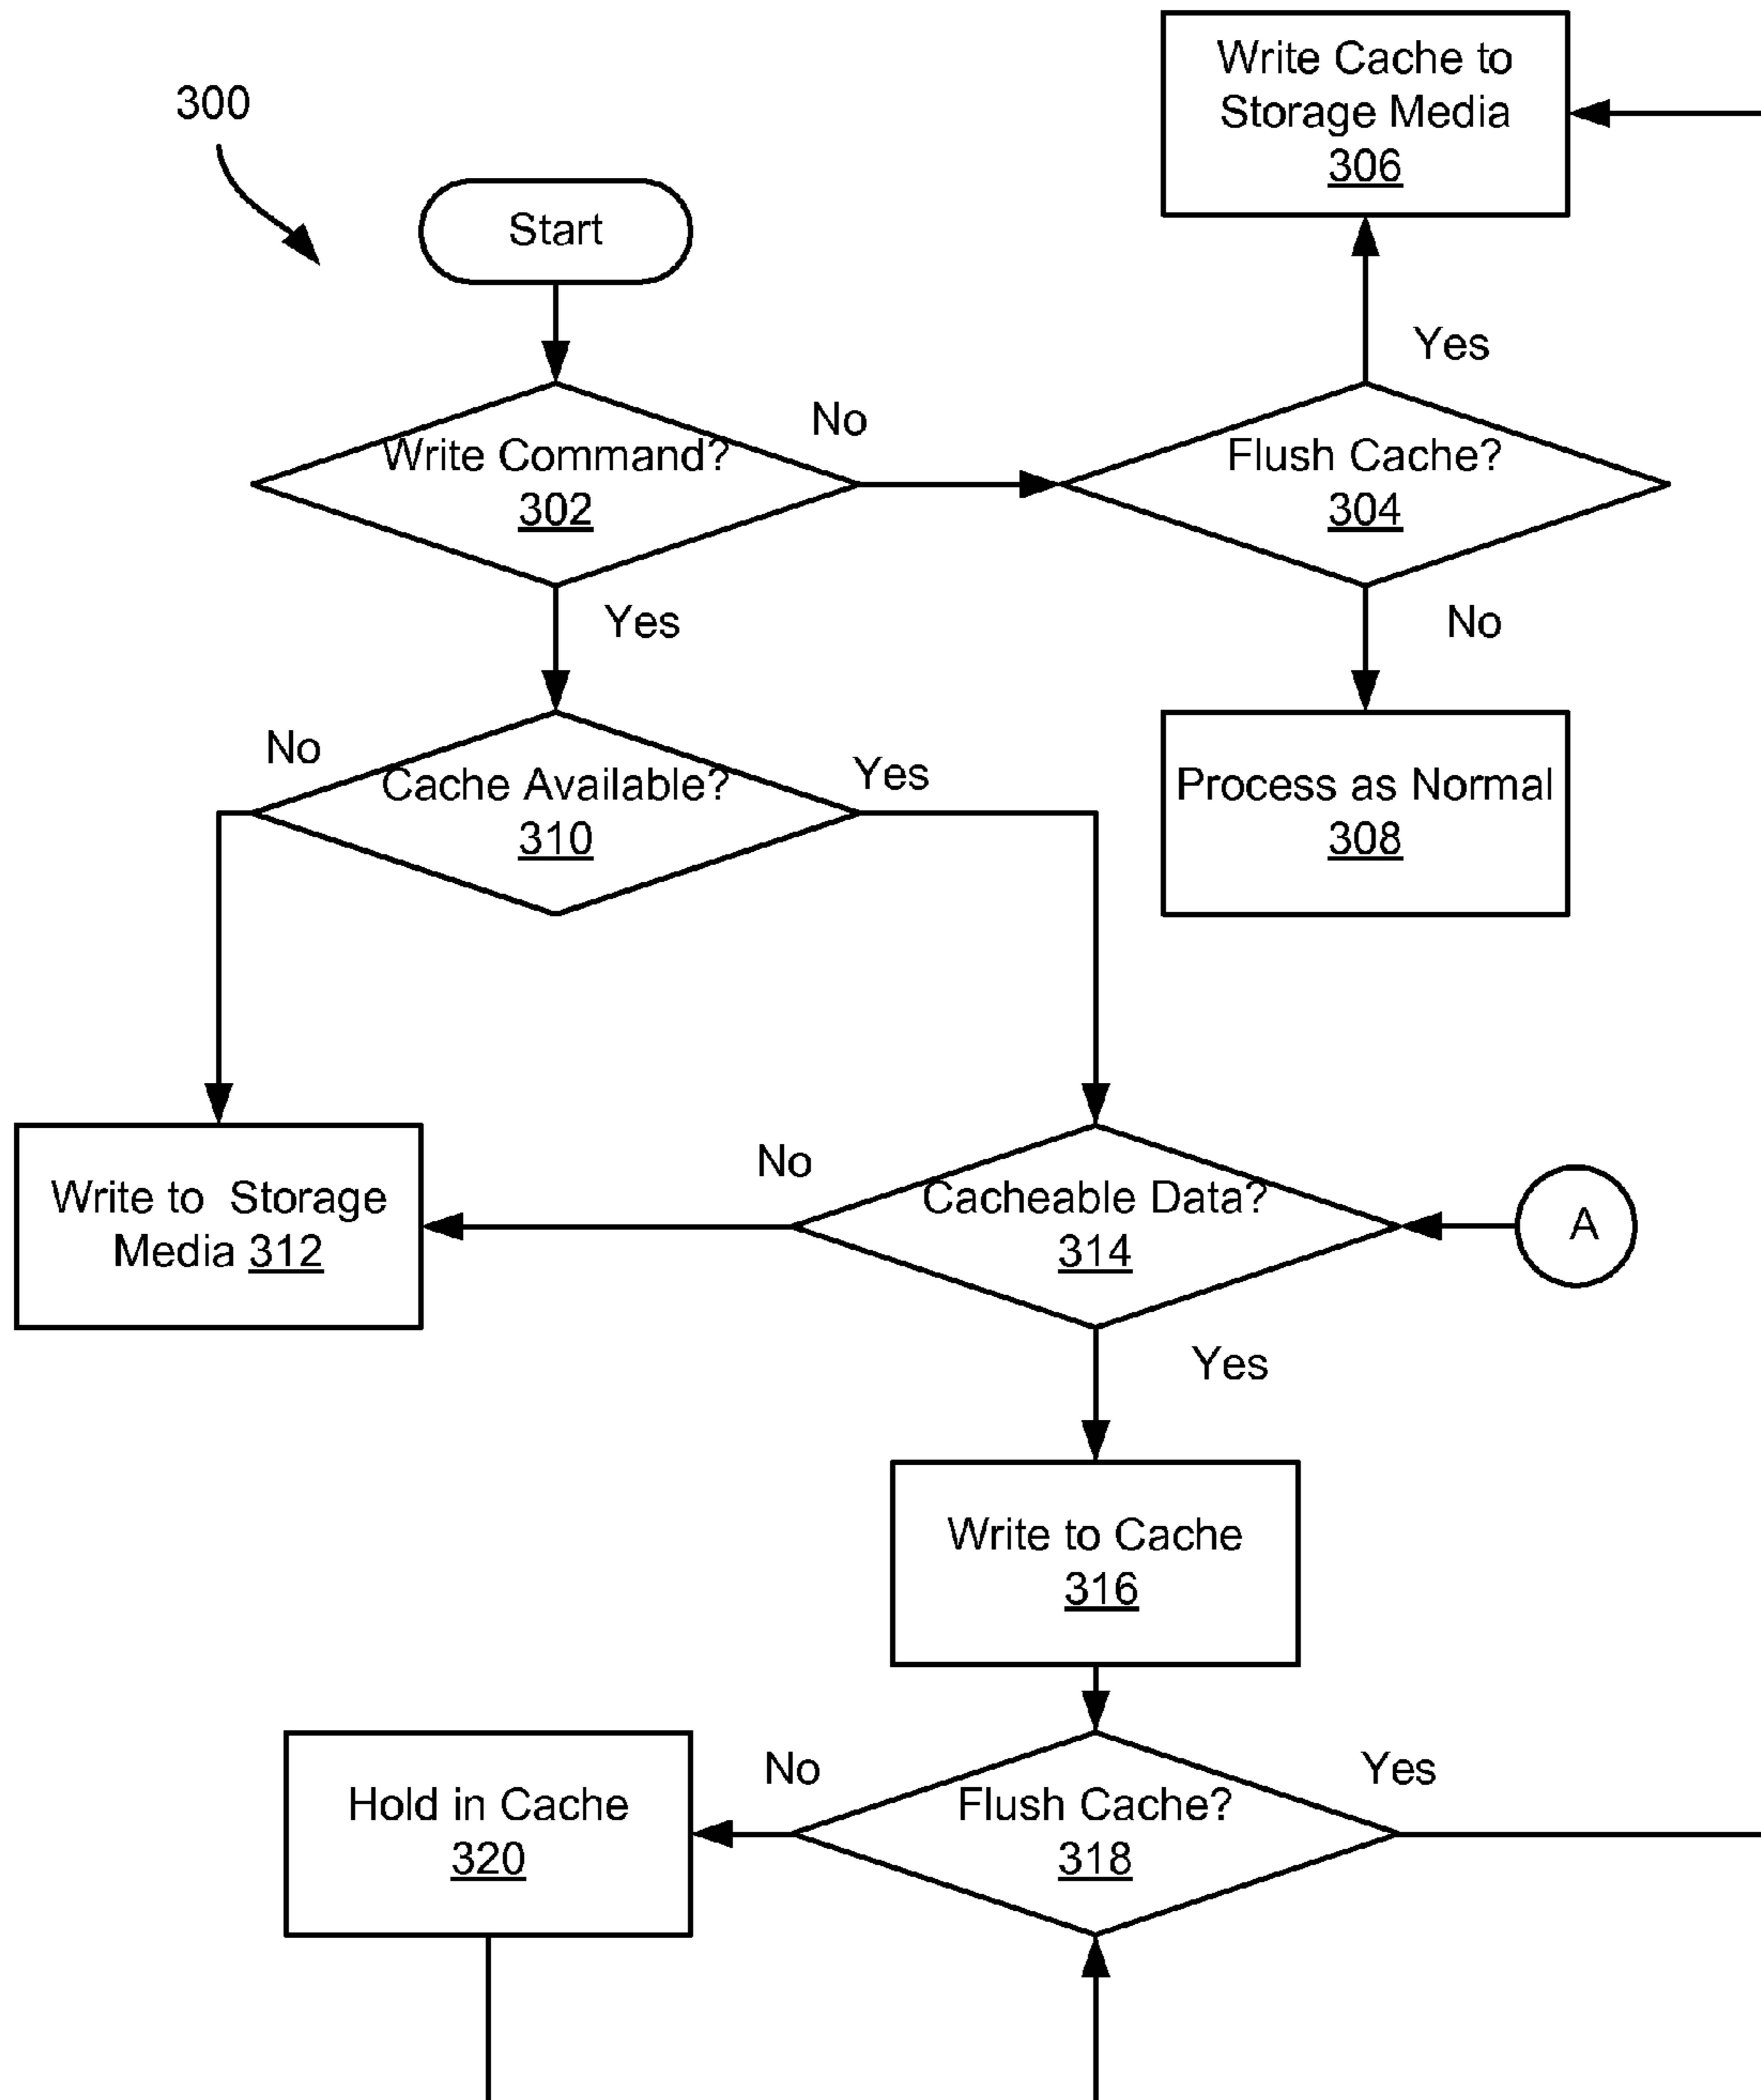 300
Start
Write Cache to
Storage Media
306
Write Command?
302
No
Yes
Flush Cache?
304
Yes
No
Cache Available?
310
No
Yes
Process as Normal
308
Write to  Storage
Media 312
No
Cacheable Data?
314
A
Yes
Write to Cache
316
Hold in Cache
320
No
Flush Cache?
318
Yes